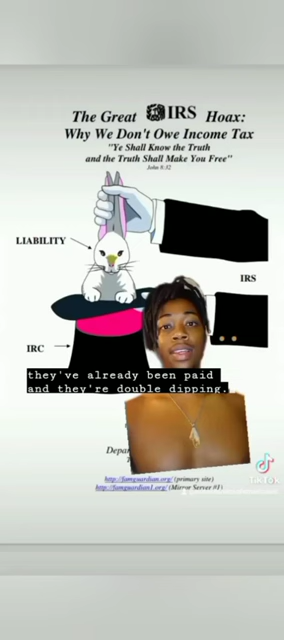 The Great IRS Hoax:
Why We Don't Owe Income Tax
"Ye Shall Know the Truth
and the Truth Shall Make You Free"
John 8:32
LIABILITY
IRS
IRC
they've already been paid
and they're double dipping.
Depa
http://famguardian.org/ (primary site)
http://famguardian1.org/ (Mirror Server #1)
TikTok